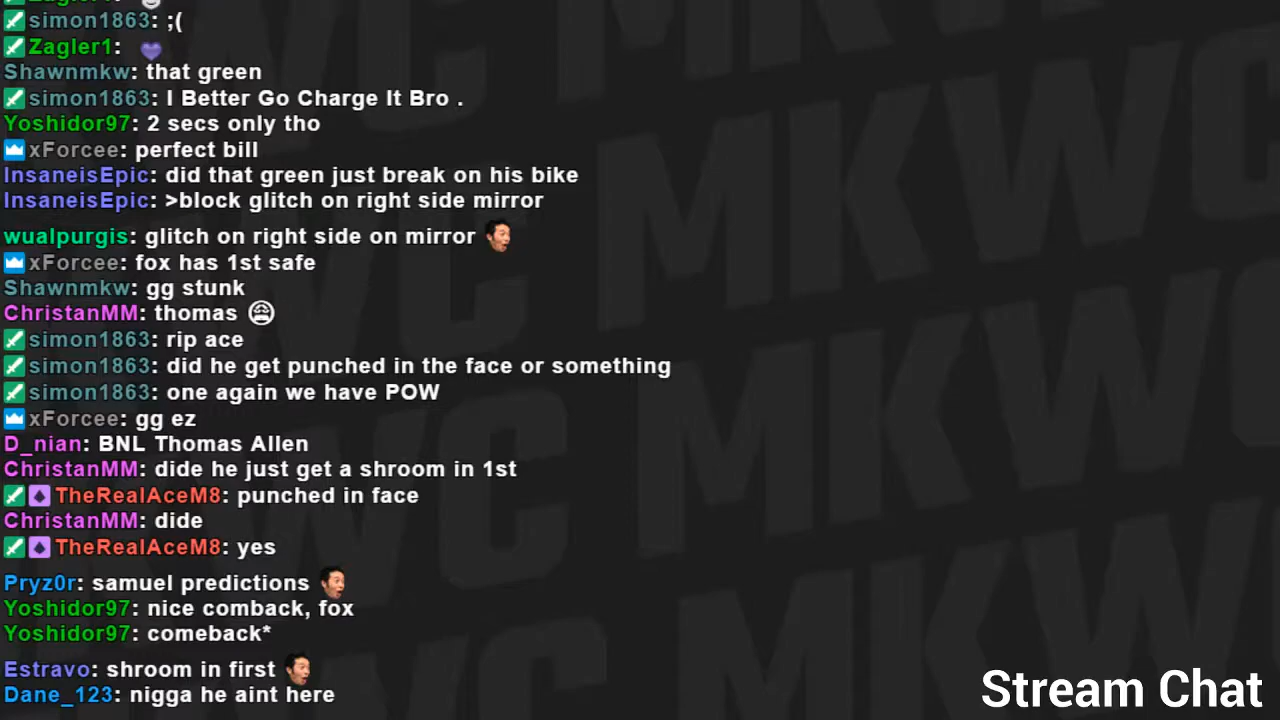 simon1863: ;(
Zagler1:
Shawnmkw: that green
simon1863: I Better Go Charge It Bro .
Yoshidor97: 2 secs only tho
xForcee: perfect bill
InsaneisEpic: did that green just break on his bike
InsaneisEpic: >block glitch on right side mirror
wualpurgis: glitch on right side on mirror
xForcee: fox has 1st safe
Shawnmkw: gg stunk
ChristanMM: thomas 😩
simon1863: rip ace
simon1863: did he get punched in the face or something
simon1863: one again we have POW
xForcee: gg ez
D_nian: BNL Thomas Allen
ChristanMM: dide he just get a shroom in 1st
TheRealAceM8: punched in face
ChristanMM: dide
TheRealAceM8: yes
Pryz0r: samuel predictions
Yoshidor97: nice comback, fox
Yoshidor97: comeback*
Estravo: shroom in first
Dane_123: nigga he aint here
Stream Chat